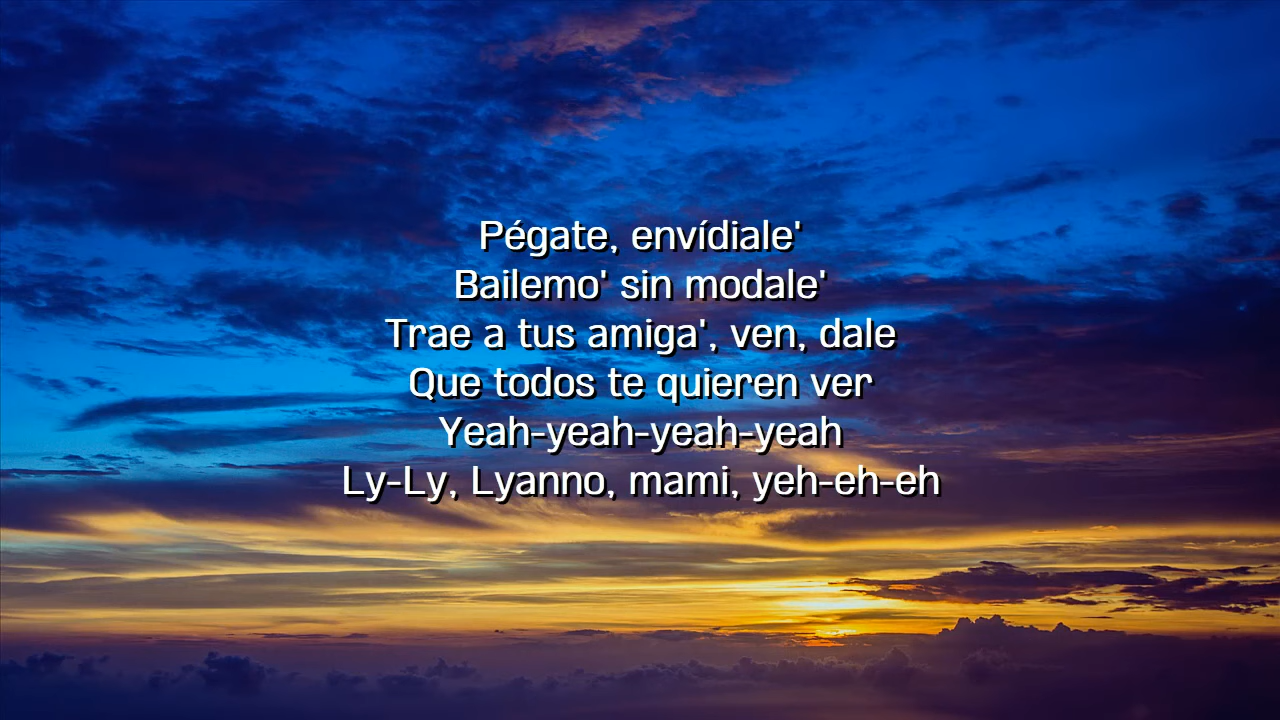 Pégate, envídiale'
Bailemo' sin modale'
Trae a tus amiga', ven, dale
Que todos te quieren ver
Yeah-yeah-yeah-yeah
Ly-Ly, Lyanno, mami, yeh-eh-eh